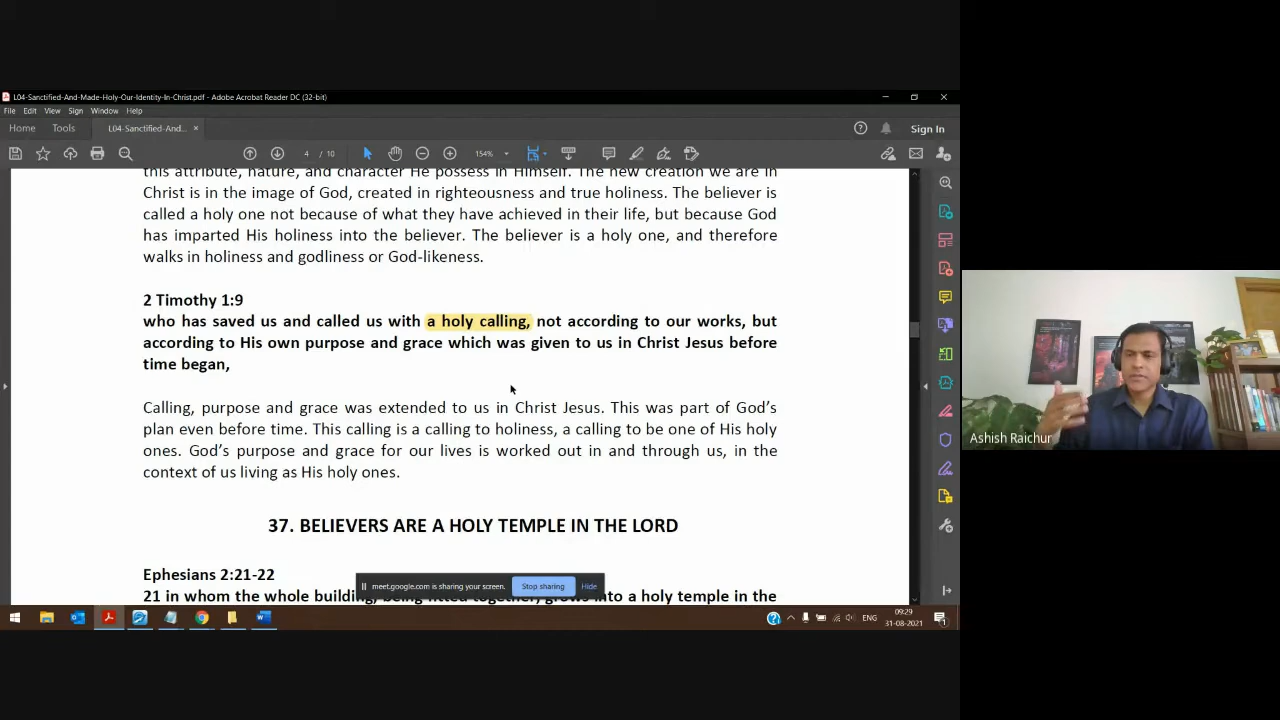 L04-Sanctified-And-Made-Holy-Our-Identity-In-Christ.pdf - Adobe Acrobat Reader DC (32-bit)
File Edit View Sign Window Help
Home Tools L04-Sanctified-And... × Sign In
4 / 10 154%
this attribute, nature, and character He possess in Himself. The new creation we are in
Christ is in the image of God, created in righteousness and true holiness. The believer is
called a holy one not because of what they have achieved in their life, but because God
has imparted His holiness into the believer. The believer is a holy one, and therefore
walks in holiness and godliness or God-likeness.
2 Timothy 1:9
who has saved us and called us with a holy calling, not according to our works, but
according to His own purpose and grace which was given to us in Christ Jesus before
time began,
Calling, purpose and grace was extended to us in Christ Jesus. This was part of God’s
plan even before time. This calling is a calling to holiness, a calling to be one of His holy
ones. God’s purpose and grace for our lives is worked out in and through us, in the
context of us living as His holy ones.
37. BELIEVERS ARE A HOLY TEMPLE IN THE LORD
Ephesians 2:21-22
21 in whom the whole building, being fitted together, grows into a holy temple in the
meet.google.com is sharing your screen. Stop sharing Hide
ENG
09:29
31-08-2021
Ashish Raichur